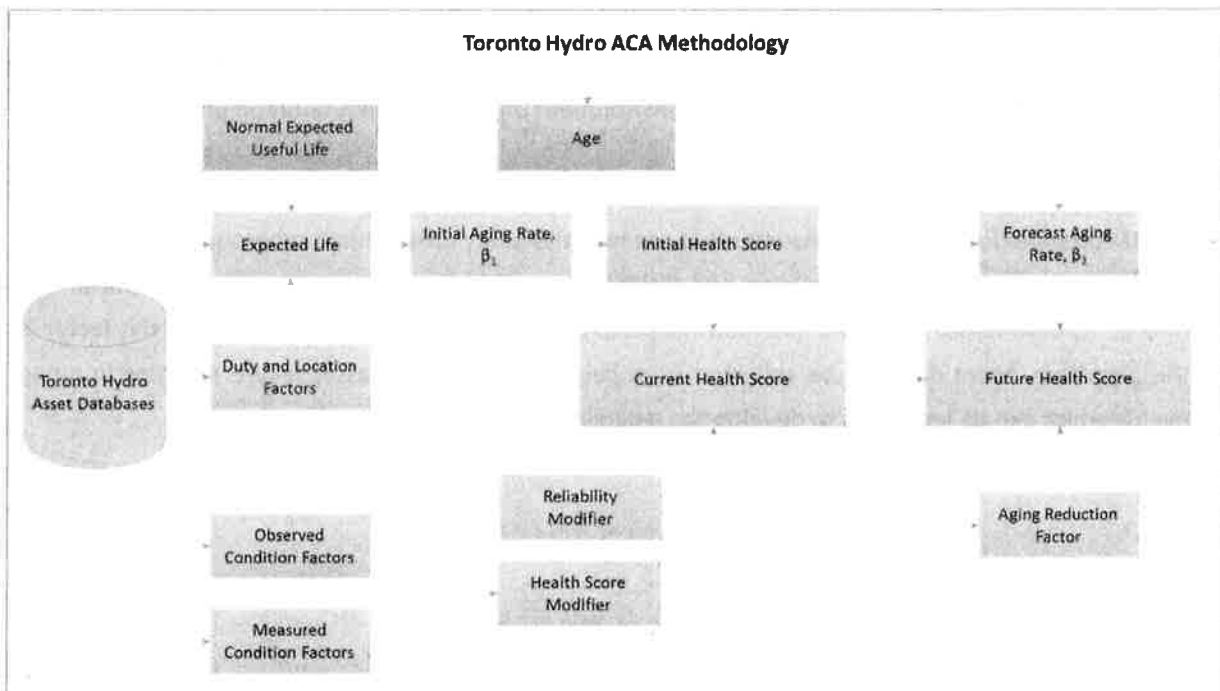 Toronto Hydro ACA Methodology
Normal Expected
Useful Life
Age
Expected Life
Initial Aging Rate,
β₁
Initial Health Score
Forecast Aging
Rate, β₂
Toronto Hydro
Asset Databases
Duty and Location
Factors
Current Health Score
Future Health Score
Observed
Condition Factors
Reliability
Modifier
Aging Reduction
Factor
Health Score
Modifier
Measured
Condition Factors